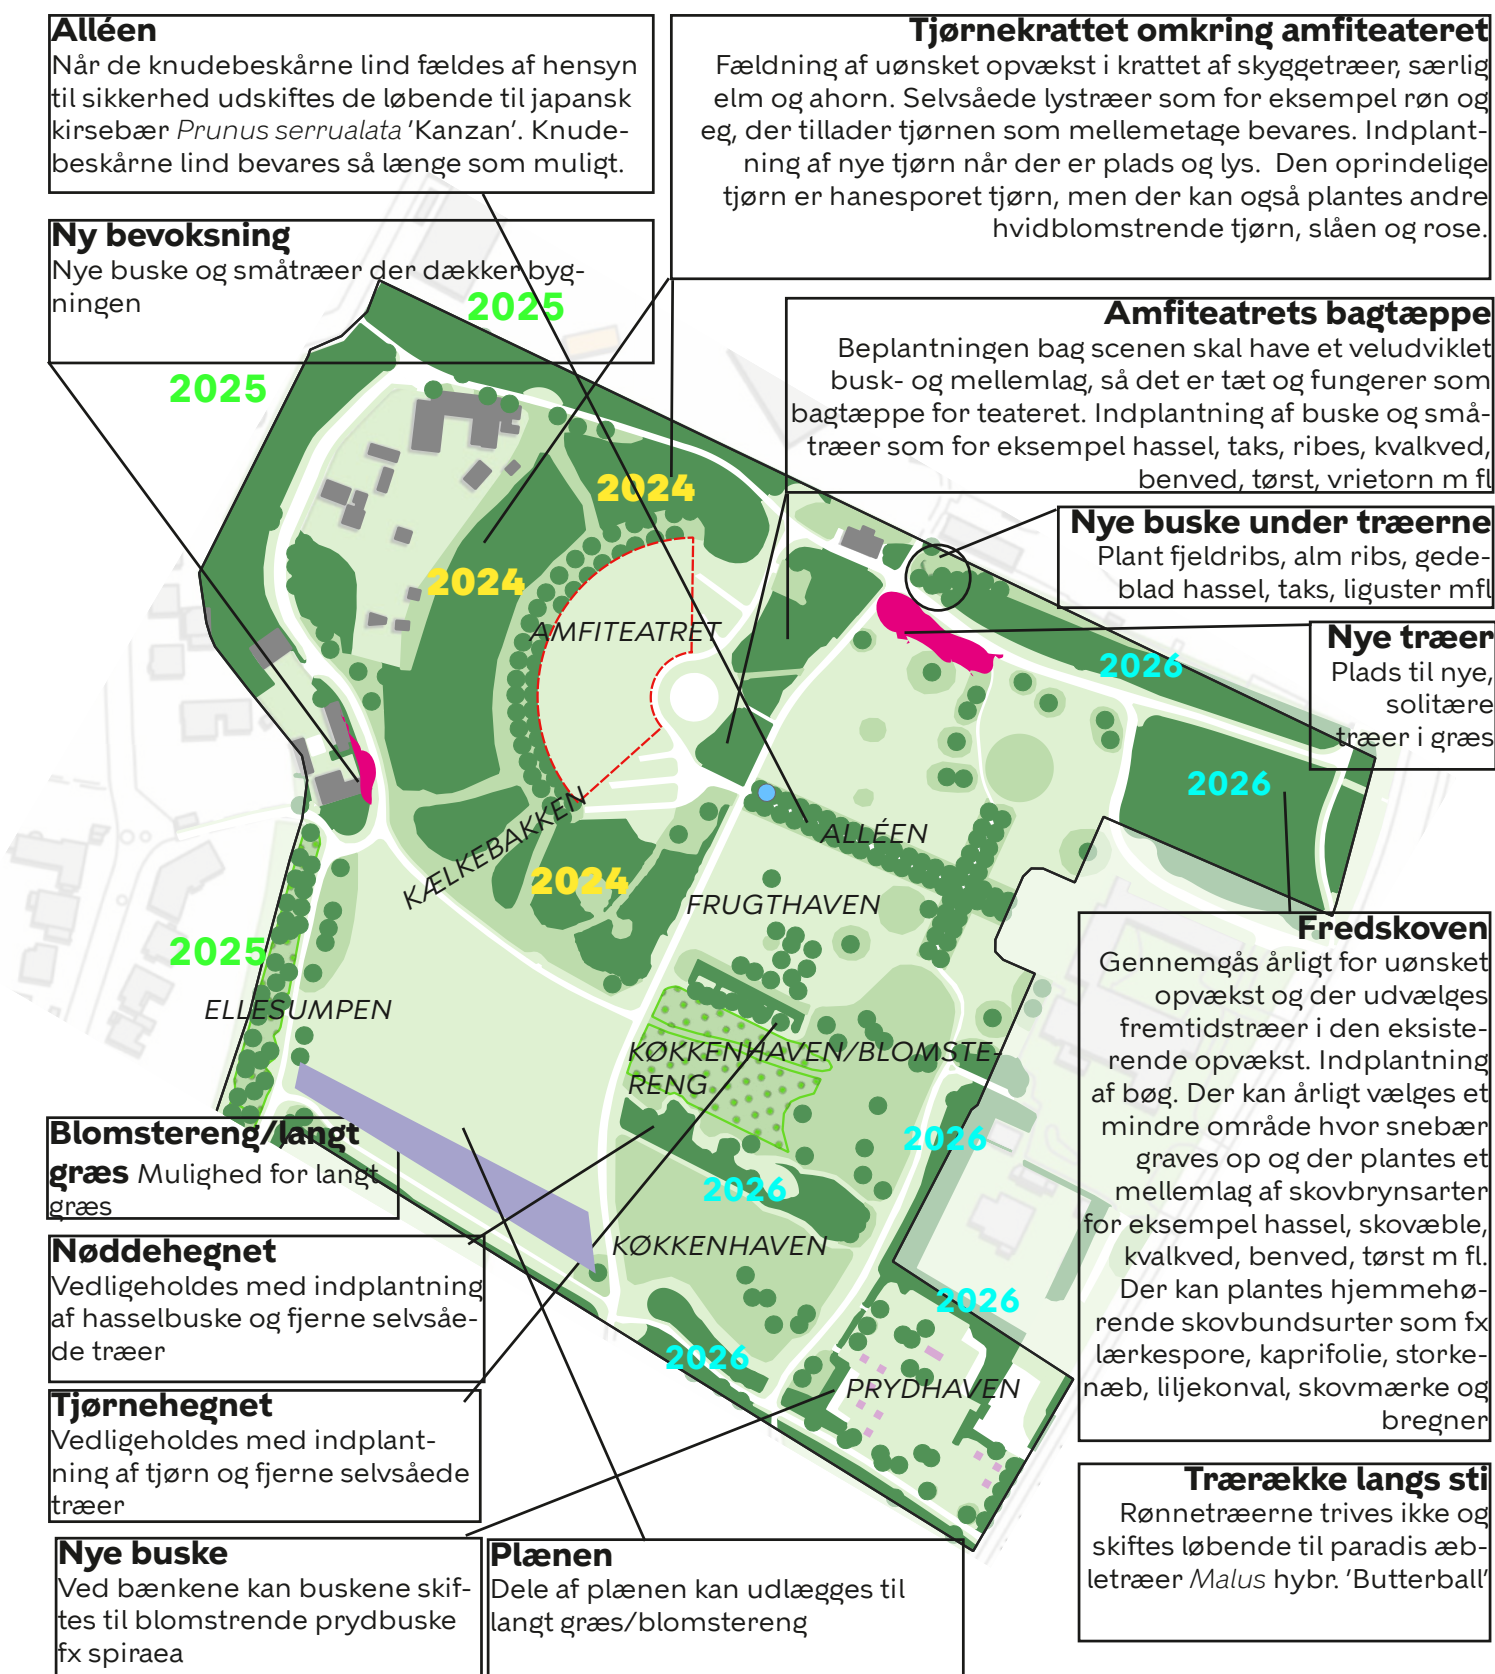 Alléen
Når de knudebeskårne lind fældes af hensyn
til sikkerhed udskiftes de løbende til japansk
kirsebær Prunus serrualata 'Kanzan'. Knude-
beskårne lind bevares så længe som muligt.
Tjørnekrattet omkring amfiteateret
Fældning af uønsket opvækst i krattet af skyggetræer, særlig
elm og ahorn. Selvsåede lystræer som for eksempel røn og
eg, der tillader tjørnen som mellemetage bevares. Indplant-
ning af nye tjørn når der er plads og lys. Den oprindelige
tjørn er hanesporet tjørn, men der kan også plantes andre
hvidblomstrende tjørn, slåen og rose.
Ny bevoksning
Nye buske og småtræer der dækker byg-
ningen
2025
2025
Amfiteatrets bagtæppe
Beplantningen bag scenen skal have et veludviklet
busk- og mellemlag, så det er tæt og fungerer som
bagtæppe for teateret. Indplantning af buske og små-
træer som for eksempel hassel, taks, ribes, kvalkved,
benved, tørst, vrietorn m fl
2024
2024
Nye buske under træerne
Plant fjeldribs, alm ribs, gede-
blad hassel, taks, liguster mfl
AMFITEATRET
Nye træer
Plads til nye,
solitære
træer i græs
2026
2026
KÆLKEBAKKEN
ALLÉEN
2024
FRUGTHAVEN
2025
ELLESUMPEN
Fredskoven
Gennemgås årligt for uønsket
opvækst og der udvælges
fremtidstræer i den eksiste-
rende opvækst. Indplantning
af bøg. Der kan årligt vælges et
mindre område hvor snebær
graves op og der plantes et
mellemlag af skovbrynsarter
for eksempel hassel, skovæble,
kvalkved, benved, tørst m fl.
Der kan plantes hjemmehø-
rende skovbundsurter som fx
lærkespore, kaprifolie, storke-
næb, liljekonval, skovmærke og
bregner
KØKKENHAVEN/BLOMSTE-
RENG
2026
2026
KØKKENHAVEN
2026
2026
PRYDHAVEN
Blomstereng/langt
græs Mulighed for langt
græs
Nøddehegnet
Vedligeholdes med indplantning
af hasselbuske og fjerne selvsåe-
de træer
Tjørnehegnet
Vedligeholdes med indplant-
ning af tjørn og fjerne selvsåede
træer
Nye buske
Ved bænkene kan buskene skif-
tes til blomstrende prydbuske
fx spiraea
Plænen
Dele af plænen kan udlægges til
langt græs/blomstereng
Trærække langs sti
Rønnetræerne trives ikke og
skiftes løbende til paradis æb-
letræer Malus hybr. 'Butterball'